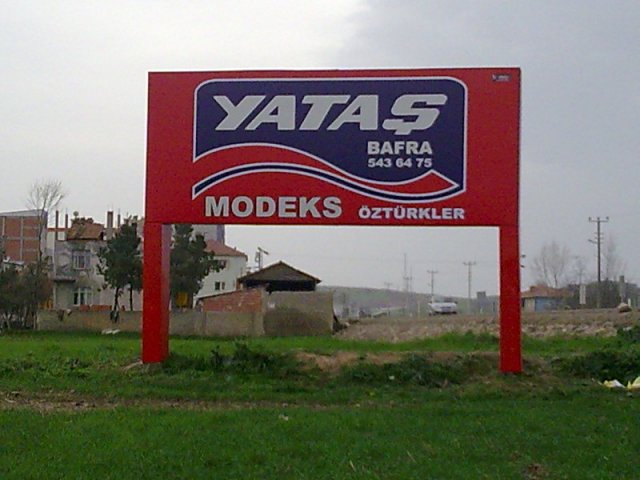 YATAŞ
BAFRA
543 64 75
MODEKS ÖZTÜRKLER